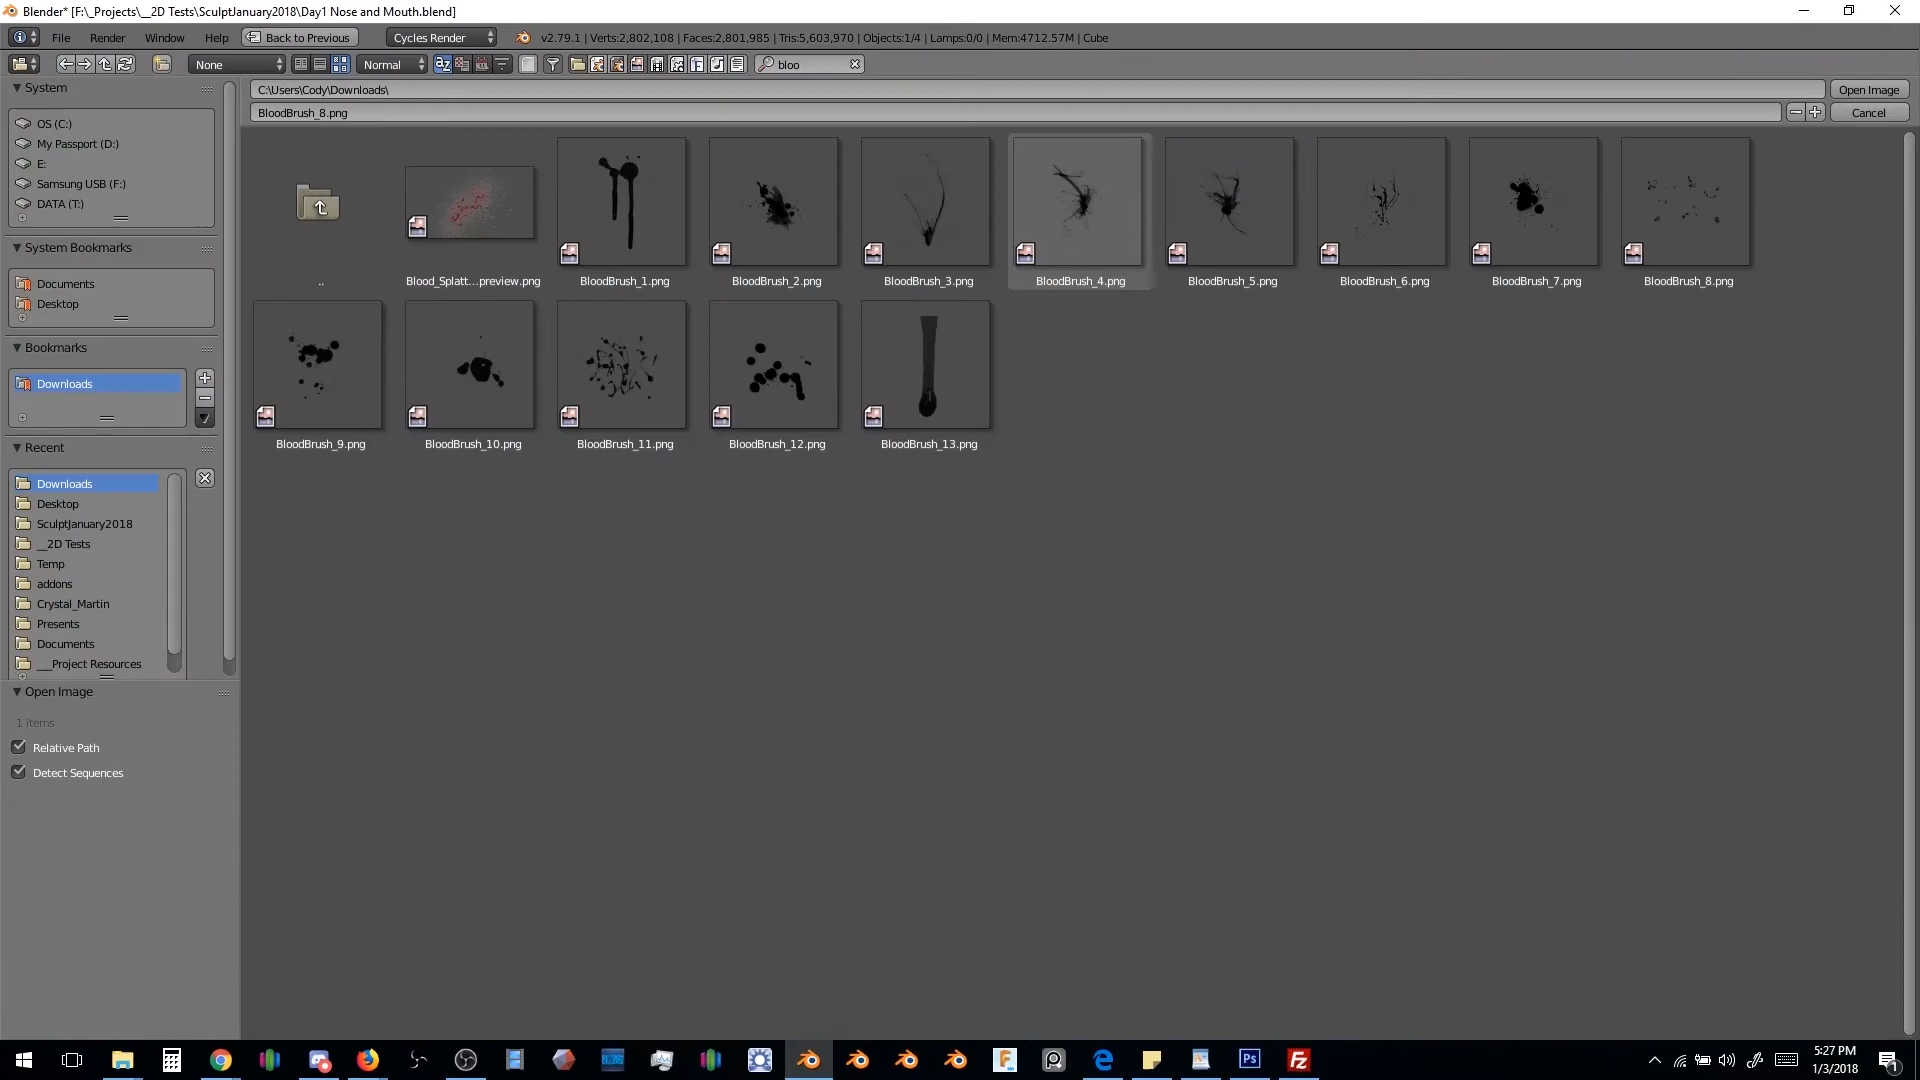 Blender* [F:\_Projects\__2D Tests\SculptJanuary2018\Day1 Nose and Mouth.blend]
File Render Window Help Back to Previous Cycles Render v2.79.1 | Verts:2,802,108 | Faces:2,801,985 | Tris:5,603,970 | Objects:1/4 | Lamps:0/0 | Mem:4712.57M | Cube
None Normal bloo
System
C:\Users\Cody\Downloads\ Open Image
BloodBrush_8.png Cancel
OS (C:)
My Passport (D:)
E:
Samsung USB (F:)
DATA (T:)
System Bookmarks
Documents
Desktop
Bookmarks
Downloads
Recent
Downloads
Desktop
SculptJanuary2018
__2D Tests
Temp
addons
Crystal_Martin
Presents
Documents
___Project Resources
Open Image
1 items
Relative Path
Detect Sequences
.. Blood_Splatt...preview.png BloodBrush_1.png BloodBrush_2.png BloodBrush_3.png BloodBrush_4.png BloodBrush_5.png BloodBrush_6.png BloodBrush_7.png BloodBrush_8.png
BloodBrush_9.png BloodBrush_10.png BloodBrush_11.png BloodBrush_12.png BloodBrush_13.png
Ps
Fz
5:27 PM
1/3/2018
1